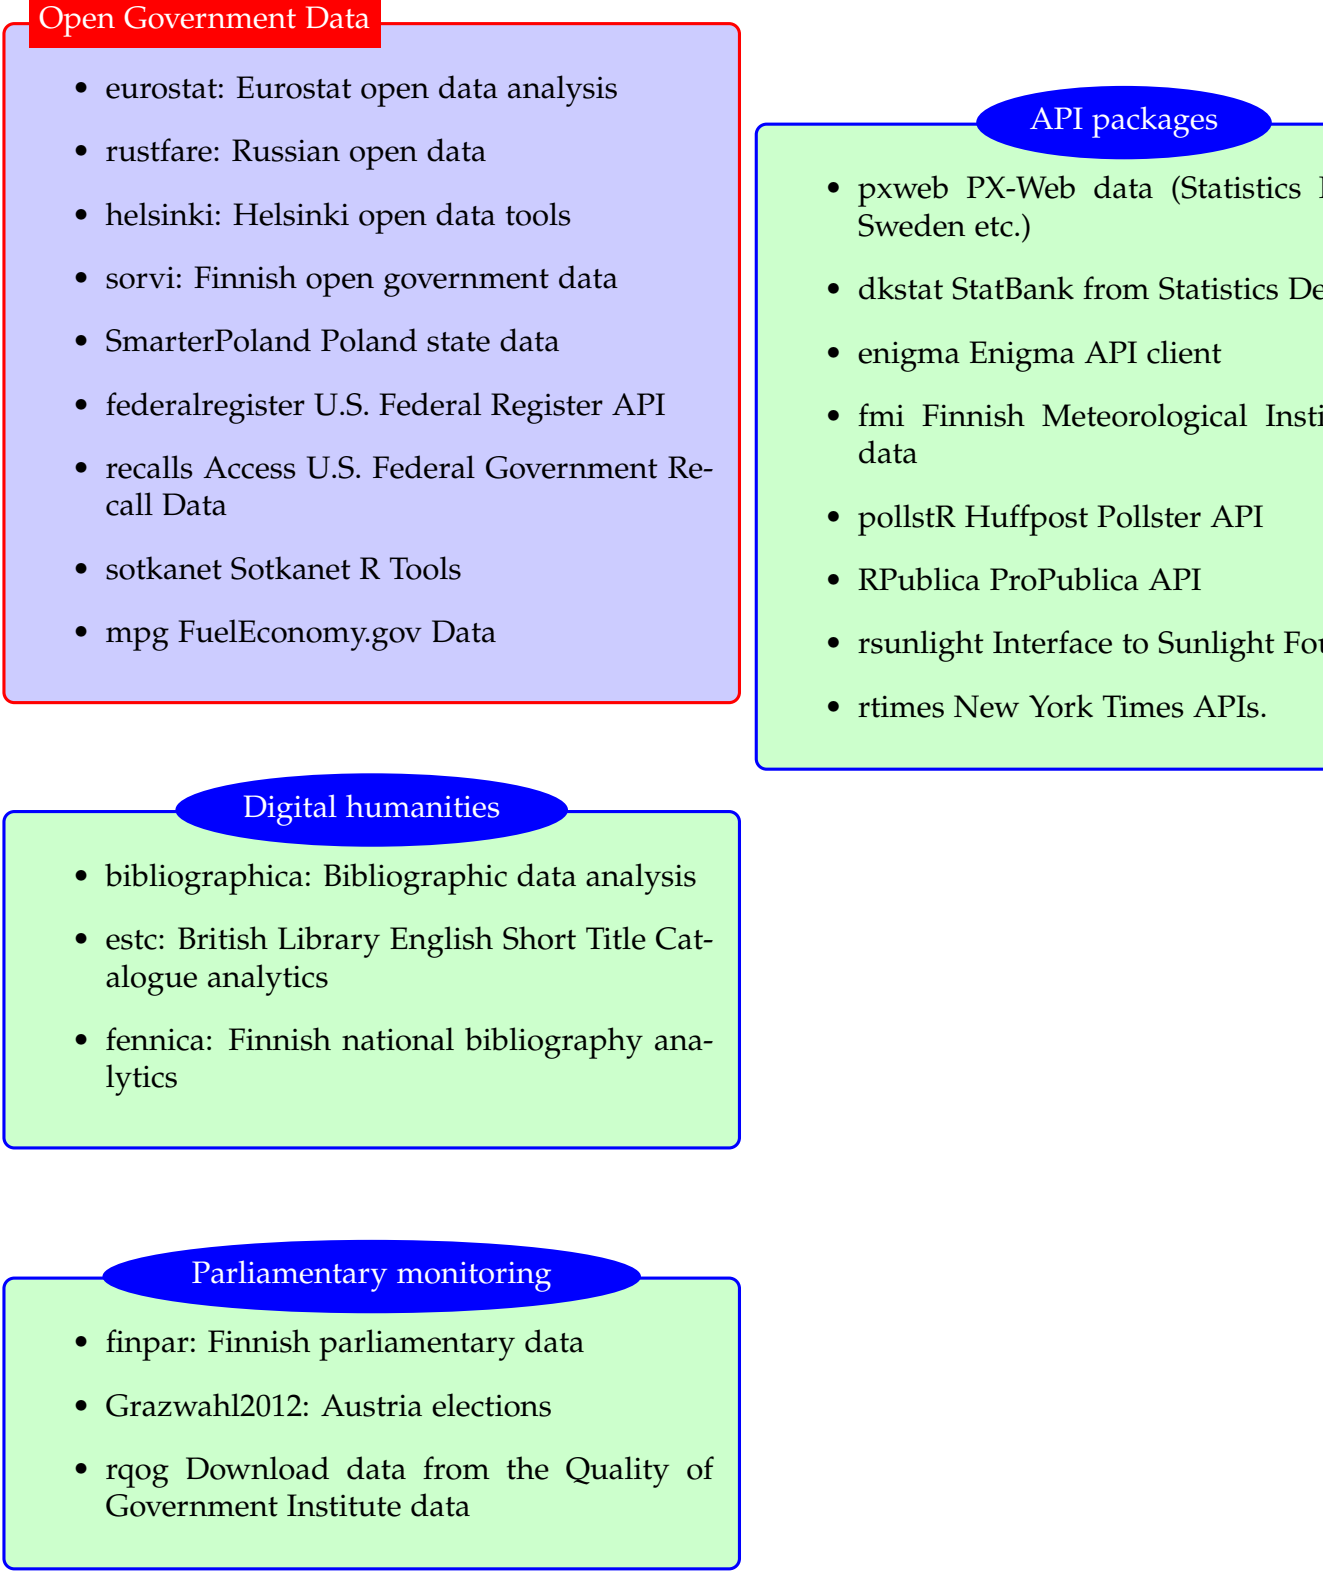 Open Government Data
• eurostat: Eurostat open data analysis
• rustfare: Russian open data
• helsinki: Helsinki open data tools
• sorvi: Finnish open government data
• SmarterPoland Poland state data
• federalregister U.S. Federal Register API
• recalls Access U.S. Federal Government Re-
call Data
• sotkanet Sotkanet R Tools
• mpg FuelEconomy.gov Data
API packages
• pxweb PX-Web data (Statistics
Sweden etc.)
• dkstat StatBank from Statistics
• enigma Enigma API client
• fmi Finnish Meteorological
data
• pollstR Huffpost Pollster API
• RPublica ProPublica API
• rsunlight Interface to Sunlight
• rtimes New York Times APIs.
Digital humanities
• bibliographica: Bibliographic data analysis
• estc: British Library English Short Title Cat-
alogue analytics
• fennica: Finnish national bibliography ana-
lytics
Parliamentary monitoring
• finpar: Finnish parliamentary data
• Grazwahl2012: Austria elections
• rqog Download data from the Quality of
Government Institute data